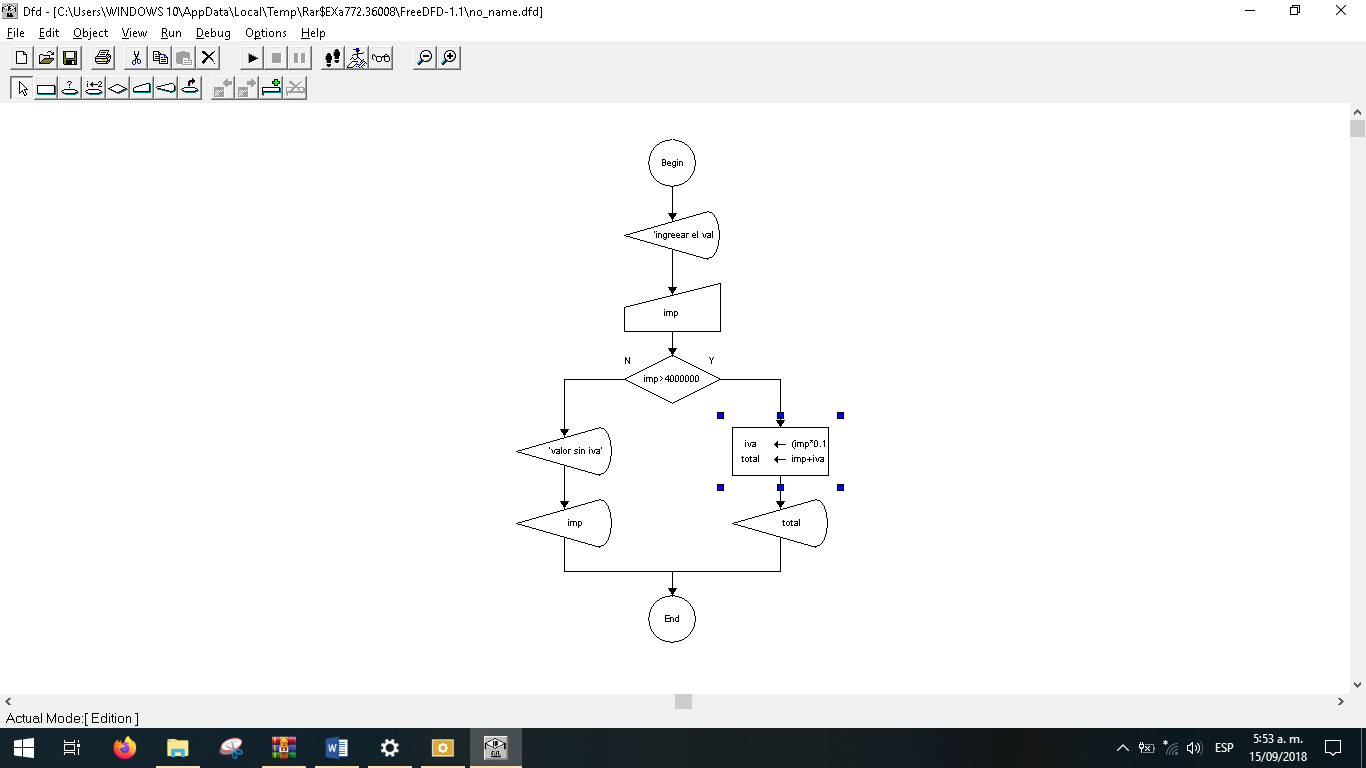 Dfd - [C:\Users\WINDOWS 10\AppData\Local\Temp\Rar$EXa772.36008\FreeDFD-1.1\no_name.dfd]
File Edit Object View Run Debug Options Help
Begin
'ingreear el val
imp
N Y
imp>4000000
iva ← (imp*0.1
total ← imp+iva
'valor sin iva'
imp
total
End
Actual Mode:[ Edition ]
ESP
5:53 a. m.
15/09/2018